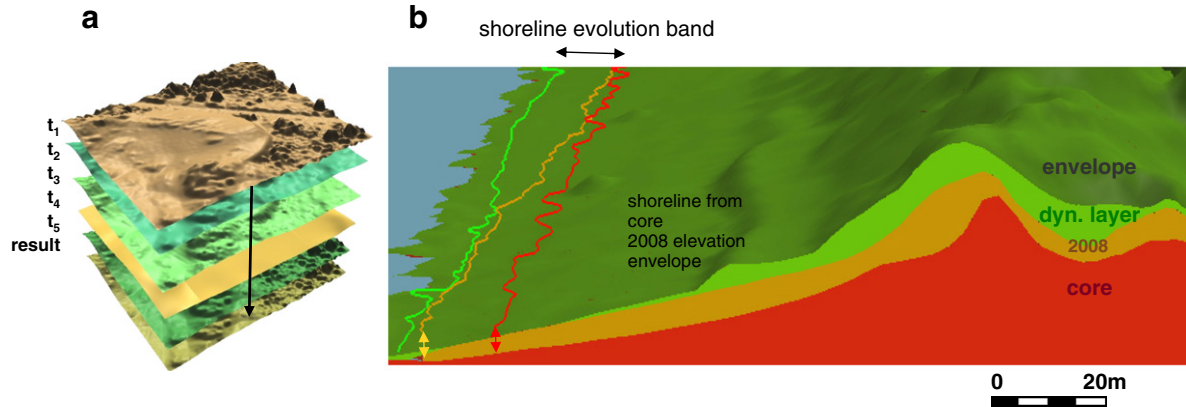 a
t1
t2
t3
t4
t5
result
b
shoreline evolution band
shoreline from
core
2008 elevation
envelope
envelope
dyn. layer
2008
core
0 20m